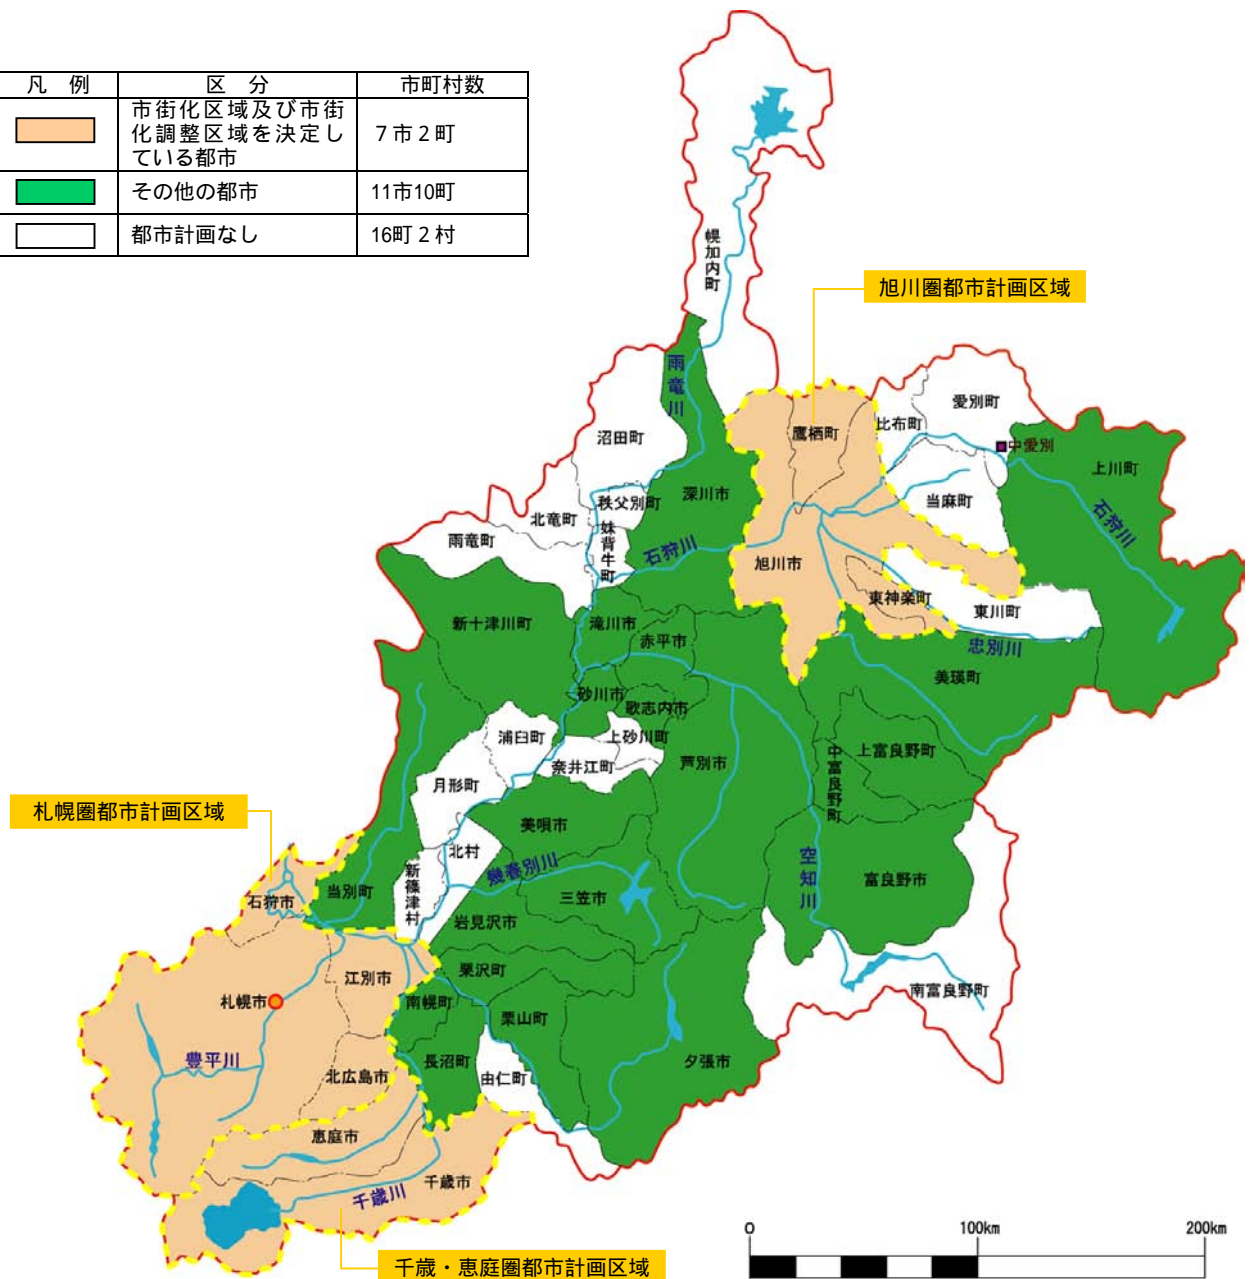 凡例 区分 市町村数
市街化区域及び市街
化調整区域を決定し
ている都市
7市2町
その他の都市 11市10町
都市計画なし 16町2村
幌加内町
旭川圏都市計画区域
雨竜川
愛別町
比布町
鷹栖町
沼田町
中愛別
上川町
深川市
当麻町
秩父別町
北竜町
石狩川
雨竜町
妹背牛町
石狩川
旭川市
東神楽町
東川町
新十津川町
滝川市
赤平市
忠別川
美瑛町
砂川市
歌志内市
浦臼町
上砂川町
上富良野町
奈井江町
芦別市
中富良野町
月形町
札幌圏都市計画区域
美唄市
北村
幾春別川
空知川
新篠津村
当別町
富良野市
石狩市
三笠市
岩見沢市
栗沢町
江別市
南富良野町
札幌市
南幌町
栗山町
豊平川
長沼町
夕張市
北広島市
由仁町
恵庭市
千歳市
千歳川
0 100km 200km
千歳・恵庭圏都市計画区域